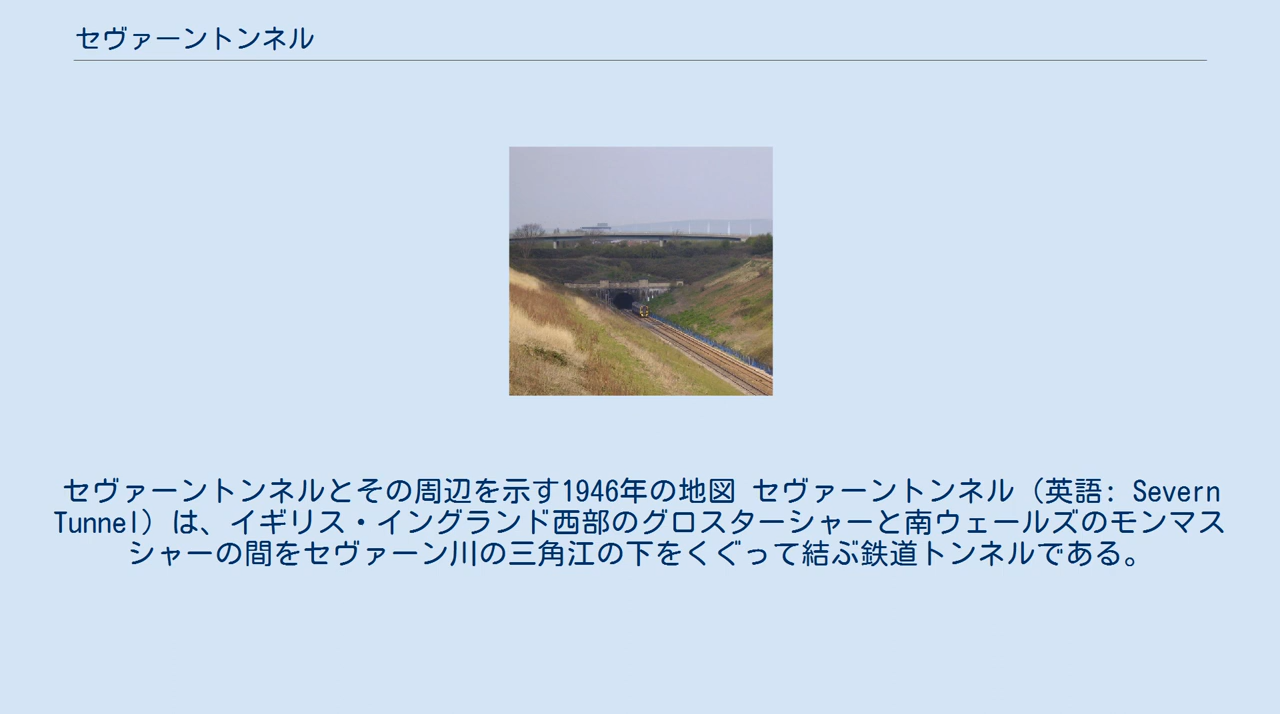 セヴァーントンネル
セヴァーントンネルとその周辺を示す1946年の地図 セヴァーントンネル（英語: Severn
Tunnel）は、イギリス・イングランド西部のグロスターシャーと南ウェールズのモンマス
シャーの間をセヴァーン川の三角江の下をくぐって結ぶ鉄道トンネルである。